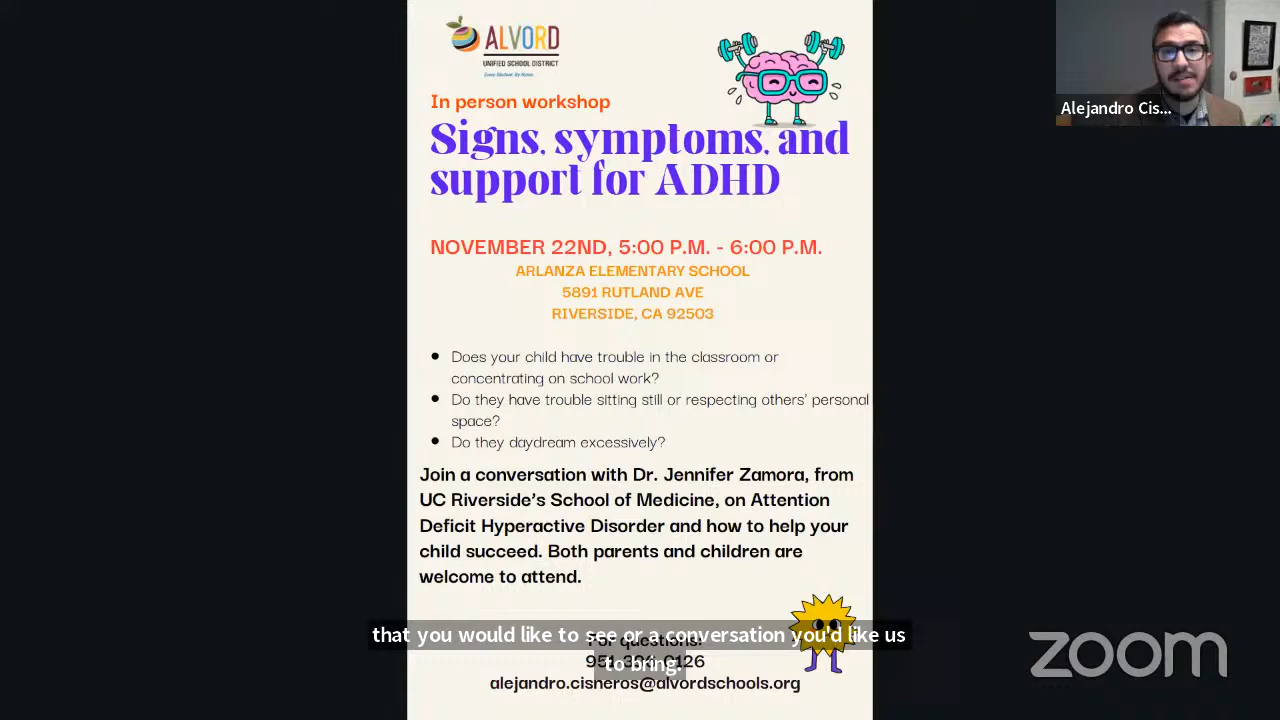 ALVORD
UNIFIED SCHOOL DISTRICT
In person workshop
Signs, symptoms, and
support for ADHD
NOVEMBER 22ND, 5:00 P.M. - 6:00 P.M.
ARLANZA ELEMENTARY SCHOOL
5891 RUTLAND AVE
RIVERSIDE, CA 92503
• Does your child have trouble in the classroom or
concentrating on school work?
• Do they have trouble sitting still or respecting others' personal
space?
• Do they daydream excessively?
Join a conversation with Dr. Jennifer Zamora, from
UC Riverside's School of Medicine, on Attention
Deficit Hyperactive Disorder and how to help your
child succeed. Both parents and children are
welcome to attend.
For questions:
alejandro.cisneros@alvordschools.org
that you would like to see or a conversation you'd like us
to bring.
Alejandro Cis...
zoom